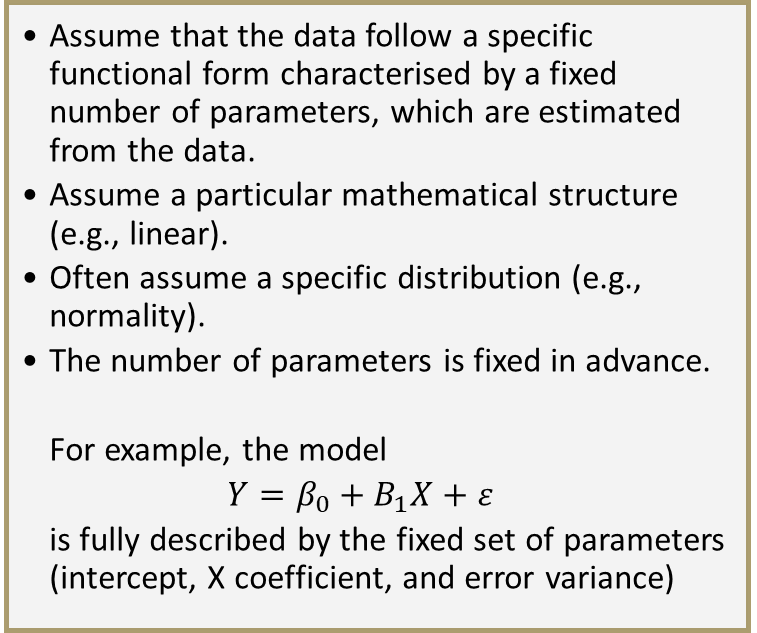 • Assume that the data follow a specific
functional form characterised by a fixed
number of parameters, which are estimated
from the data.
• Assume a particular mathematical structure
(e.g., linear).
• Often assume a specific distribution (e.g.,
normality).
• The number of parameters is fixed in advance.
For example, the model
Y = β₀ + B₁X + ε
is fully described by the fixed set of parameters
(intercept, X coefficient, and error variance)